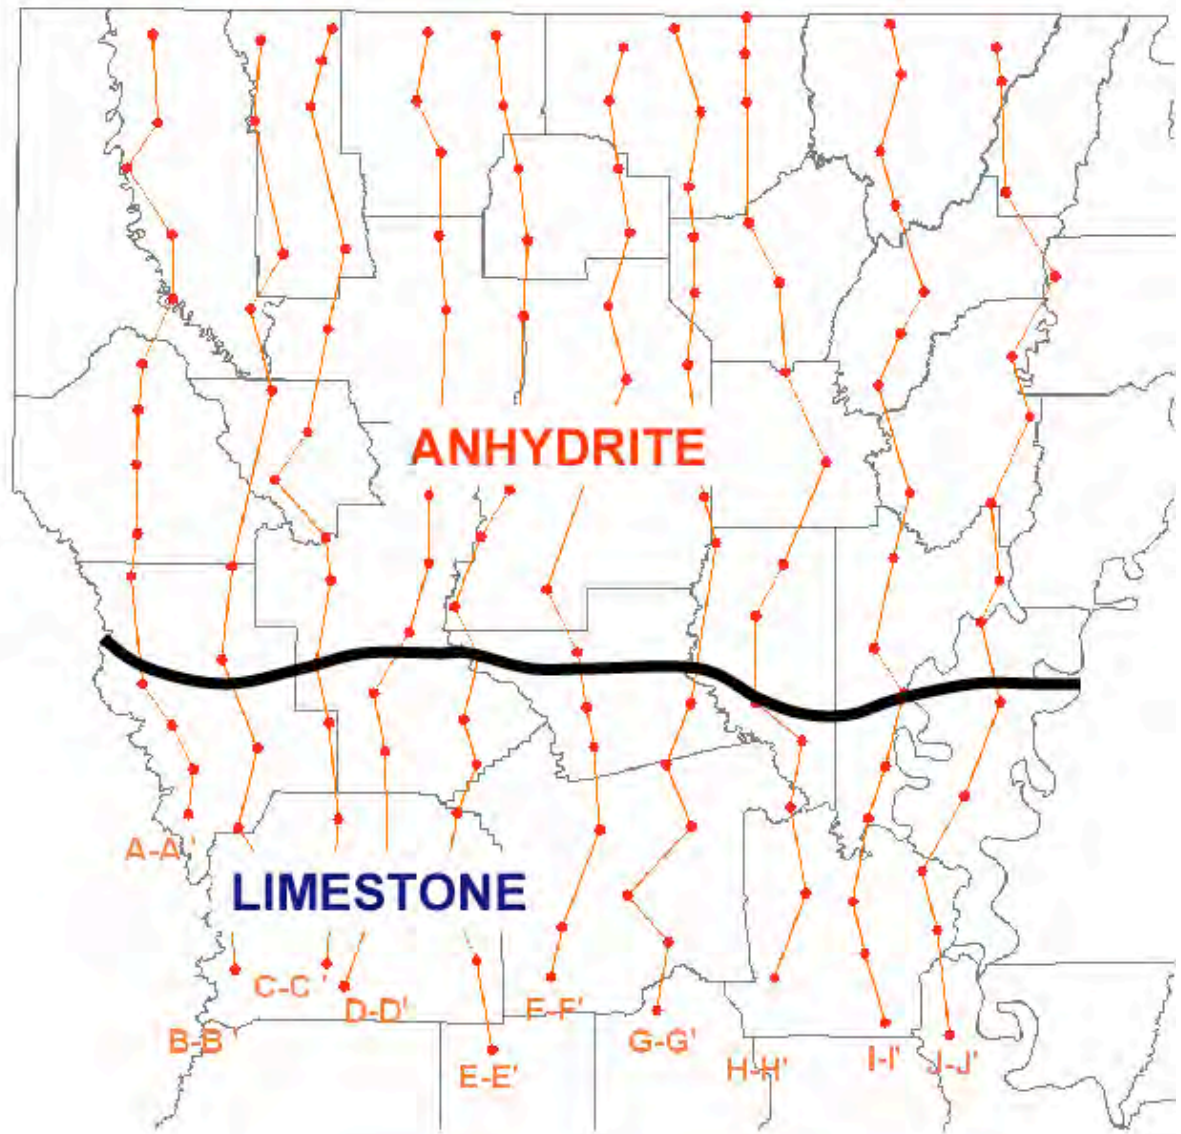 ANHYDRITE
A-A'
LIMESTONE
C-C'
D-D'
F-F'
B-B'
G-G'
E-E'
H-H'
I-I'
J-J'